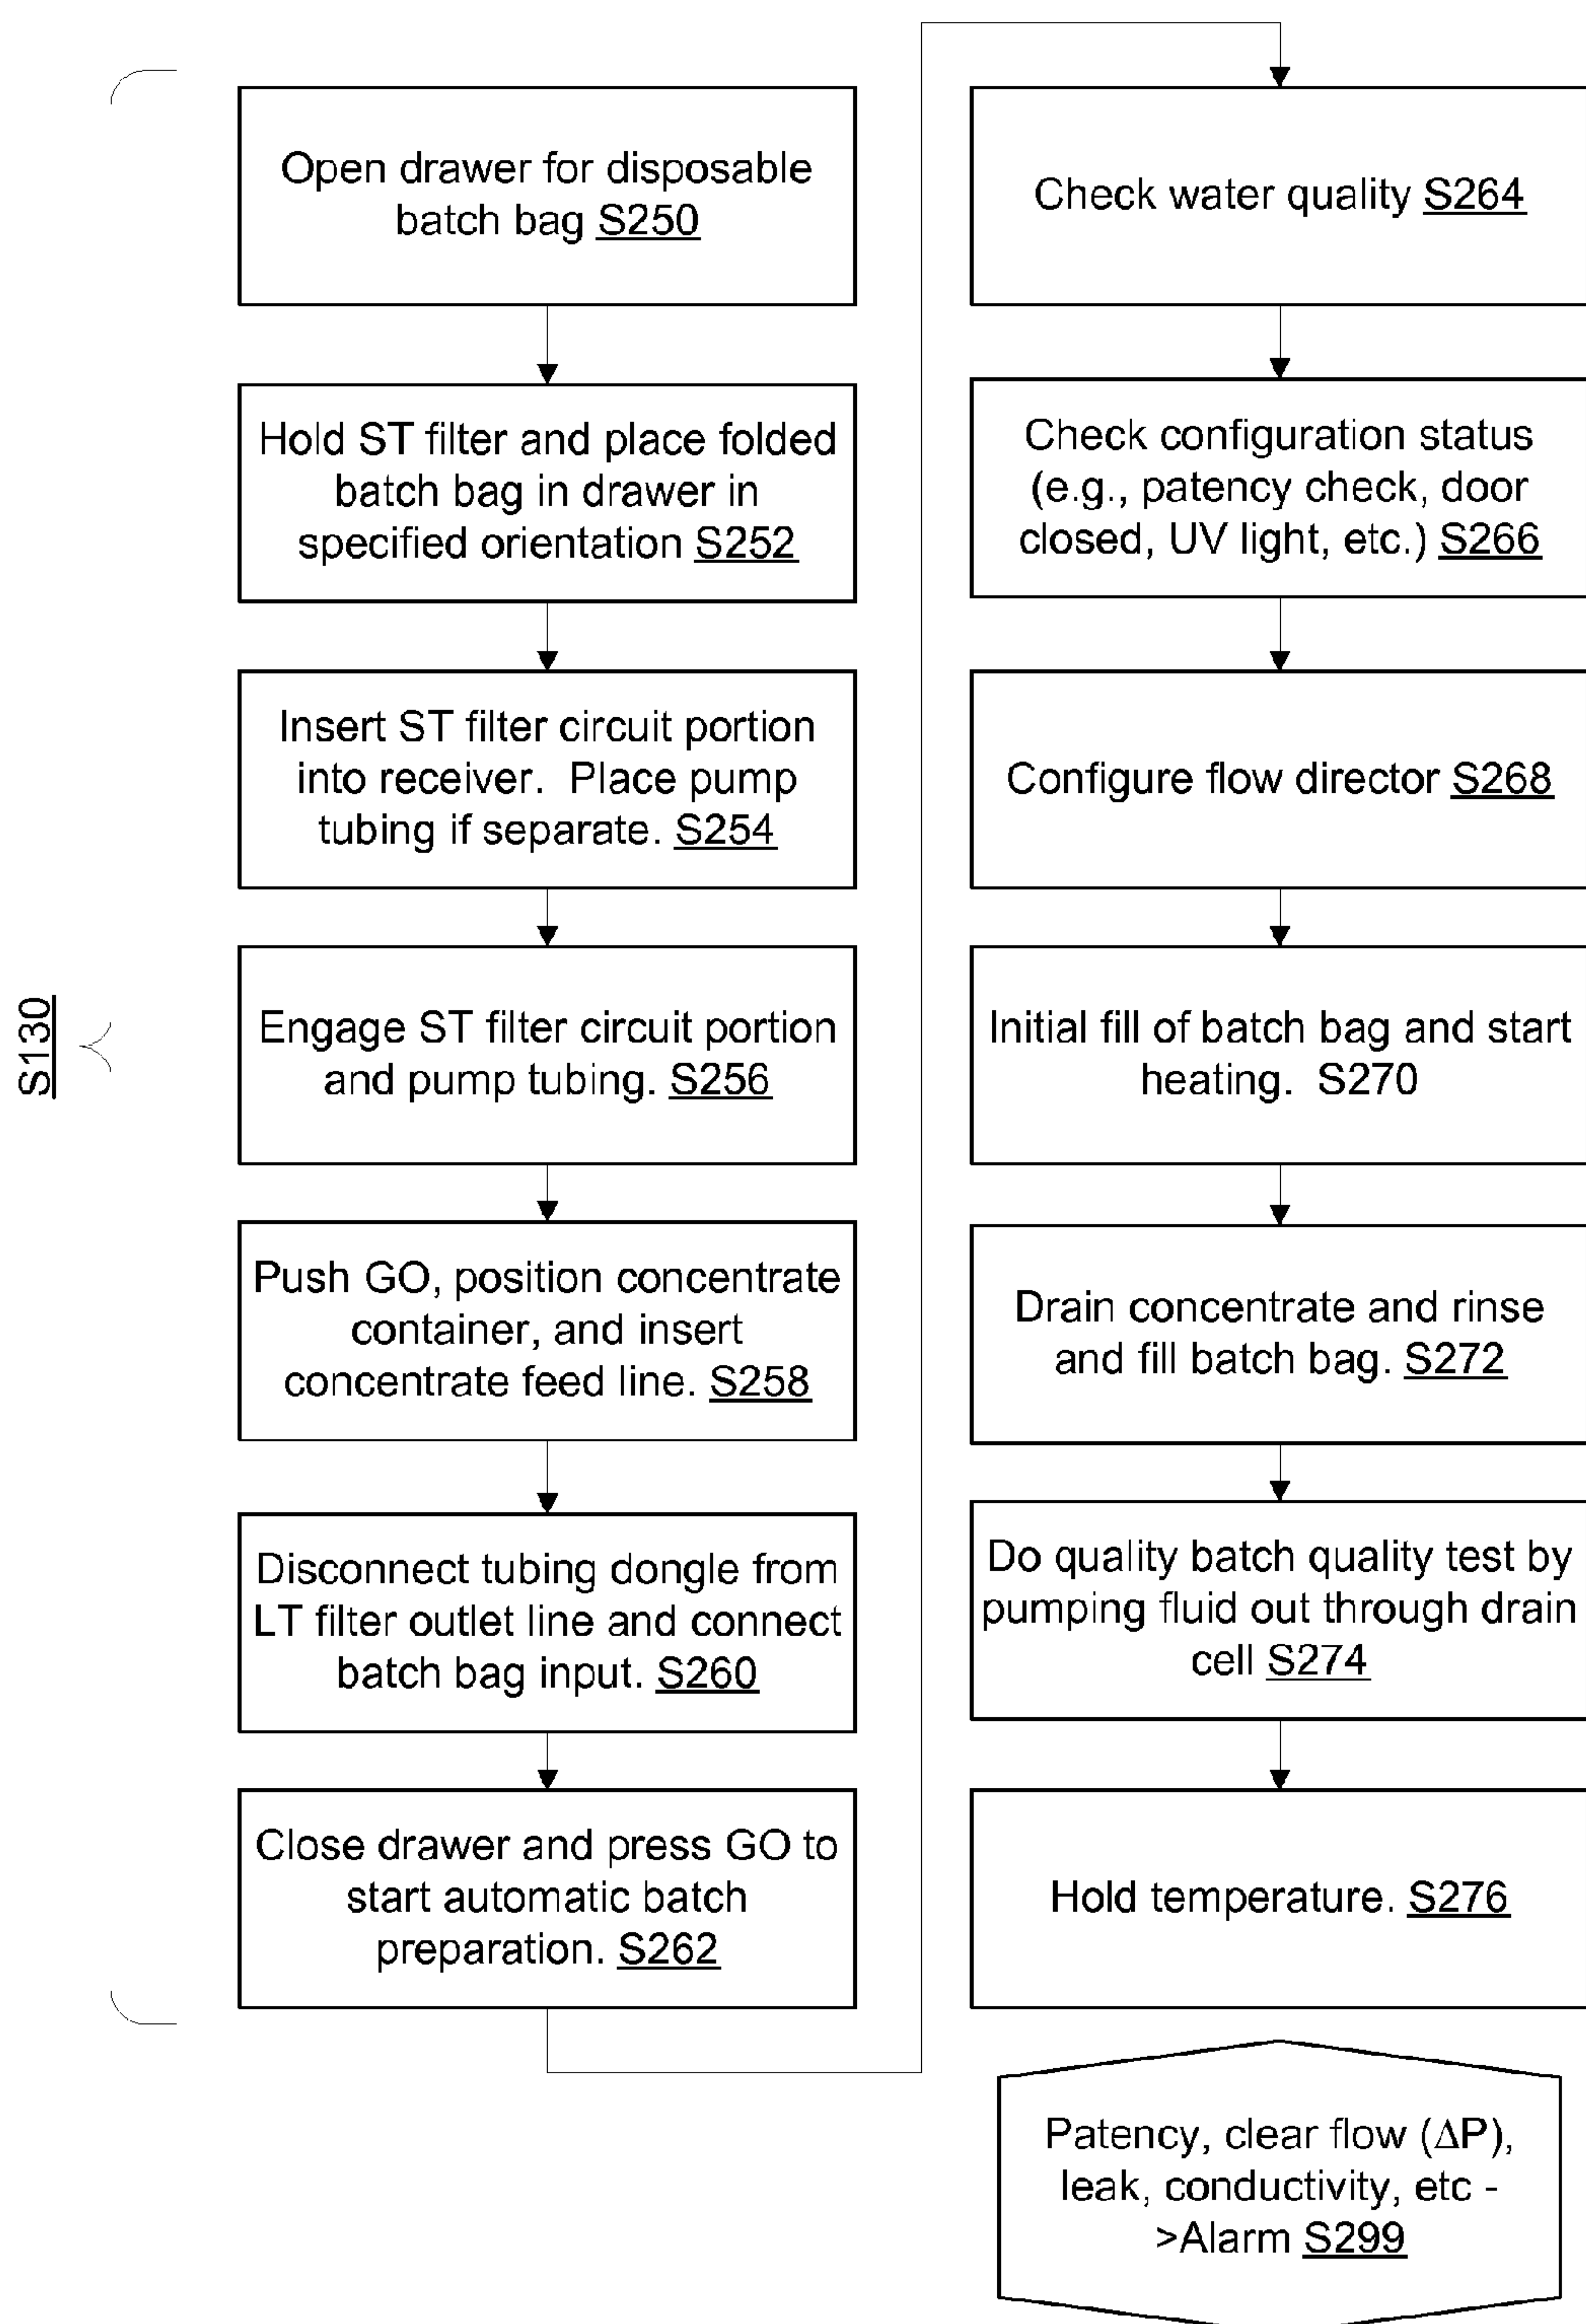 Open drawer for disposable
batch bag S250
Hold ST filter and place folded
batch bag in drawer in
specified orientation S252
Insert ST filter circuit portion
into receiver.  Place pump
tubing if separate. S254
Engage ST filter circuit portion
and pump tubing. S256
Push GO, position concentrate
container, and insert
concentrate feed line. S258
Disconnect tubing dongle from
LT filter outlet line and connect
batch bag input. S260
Close drawer and press GO to
start automatic batch
preparation. S262
S130
Check water quality S264
Check configuration status
(e.g., patency check, door
closed, UV light, etc.) S266
Configure flow director S268
Initial fill of batch bag and start
heating.  S270
Drain concentrate and rinse
and fill batch bag. S272
Do quality batch quality test by
pumping fluid out through drain
cell S274
Hold temperature. S276
Patency, clear flow (ΔP),
leak, conductivity, etc -
>Alarm S299